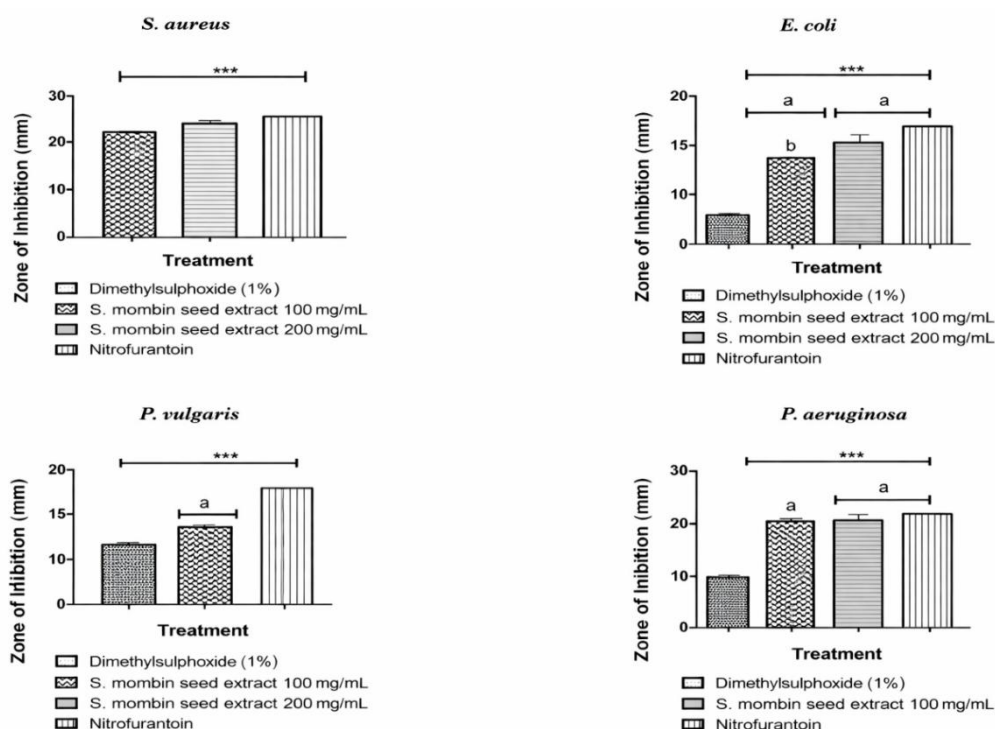 S. aureus
***
Zone of Inhibition (mm)
30
20
10
0
Treatment
Dimethylsulphoxide (1%)
S. mombin seed extract 100 mg/mL
S. mombin seed extract 200 mg/mL
Nitrofurantoin
E. coli
***
a
a
b
Zone of Inhibition (mm)
20
15
10
0
Treatment
Dimethylsulphoxide (1%)
S. mombin seed extract 100 mg/mL
S. mombin seed extract 200 mg/mL
Nitrofurantoin
P. vulgaris
***
a
Zone of (mm)
20
15
10
0
Treatment
Dimethylsulphoxide (1%)
S. mombin seed extract 100 mg/mL
S. mombin seed extract 200 mg/mL
Nitrofurantoin
P. aeruginosa
***
a
a
Zone of Inibition (mm)
30
20
10
0
Treatment
Dimethylsulphoxide (1%)
S. mombin seed extract 100 mg/mL
Nitrofurantoin